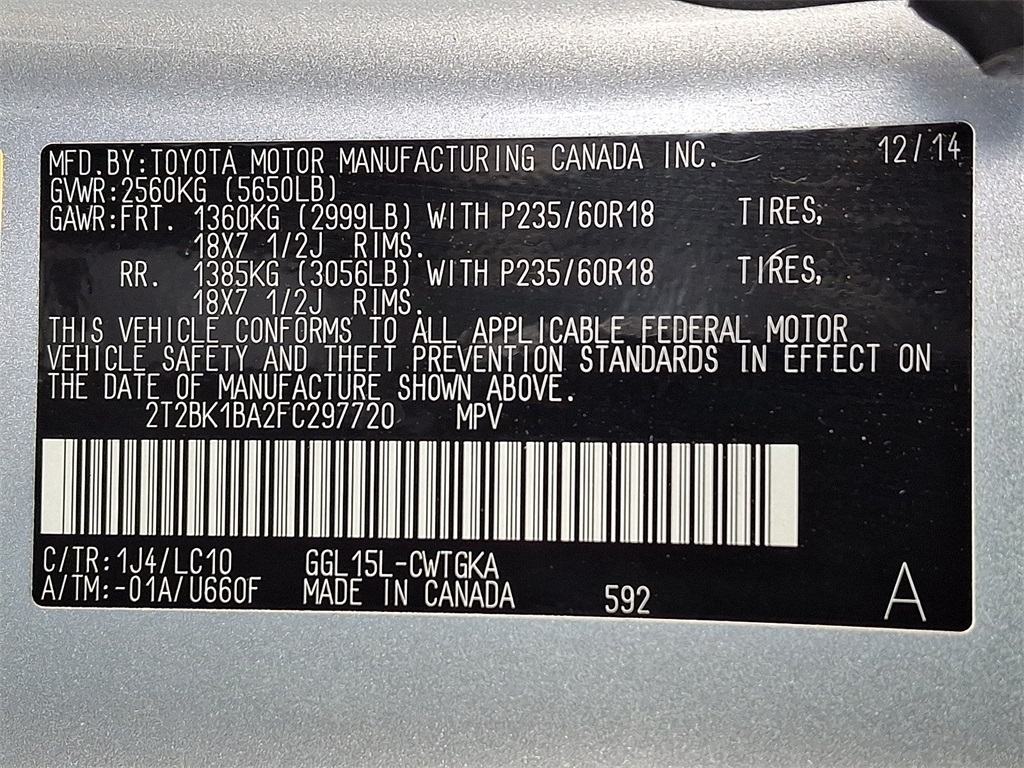 MFD.BY:TOYOTA MOTOR MANUFACTURING CANADA INC. 12/14
GVWR:2560KG (5650LB)
GAWR:FRT. 1360KG (2999LB) WITH P235/60R18 TIRES,
18X7 1/2J RIMS.
RR. 1385KG (3056LB) WITH P235/60R18 TIRES,
18X7 1/2J RIMS.
THIS VEHICLE CONFORMS TO ALL APPLICABLE FEDERAL MOTOR
VEHICLE SAFETY AND THEFT PREVENTION STANDARDS IN EFFECT ON
THE DATE OF MANUFACTURE SHOWN ABOVE.
2T2BK1BA2FC297720 MPV
C/TR:1J4/LC10 GGL15L-CWTGKA
A/TM:-01A/U660F MADE IN CANADA 592 A